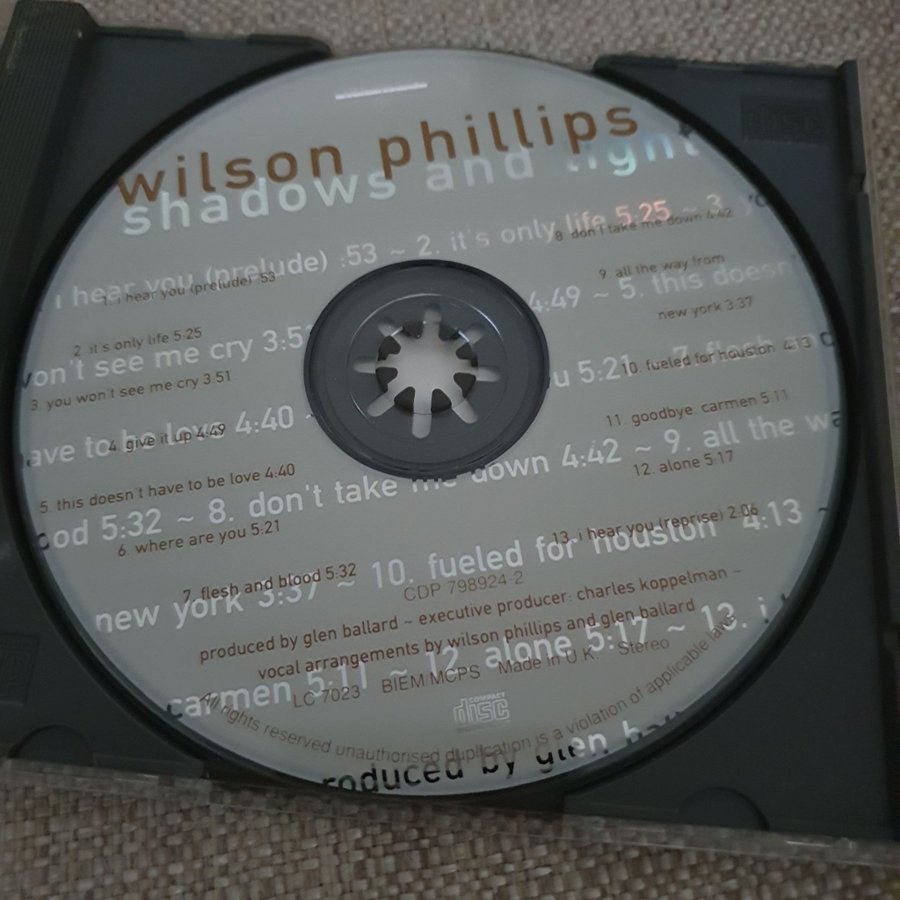 wilson phillips
shadows and light
i hear you (prelude) :53 ~ 2. it's only life 5:25 ~ 3. yo
won't see me cry 3:5 4:49 ~ 5. this doesn'
ave to be love 4:40 ~ u 5:21 ~ 7. flesh
ood 5:32 ~ 8. don't take me down 4:42 ~ 9. all the wa
new york 3:37 ~ 10. fueled for houston 4:13 ~
carmen 5:11 ~ 12. alone 5:17 ~ 13. i
roduced by glen
1. i hear you (prelude) :53
2. it's only life 5:25
3. you won't see me cry 3.51
4. give it up 4:49
5. this doesn't have to be love 4:40
6. where are you 5:21
7. flesh and blood 5:32
8 don't take me down 4:42
9. all the way from
new york 3.37
10. fueled for houston 4:13
11. goodbye. carmen 5:11
12. alone 5:17
13. i hear you (reprise) 2:06
CDP 798924 2
produced by glen ballard ~ executive producer: charles koppelman ~
vocal arrangements by wilson phillips and glen ballard
LC 7023 BIEM/MCPS Made in U.K. Stereo
COMPACT
disc
All rights reserved unauthorised duplication is a violation of applicable laws